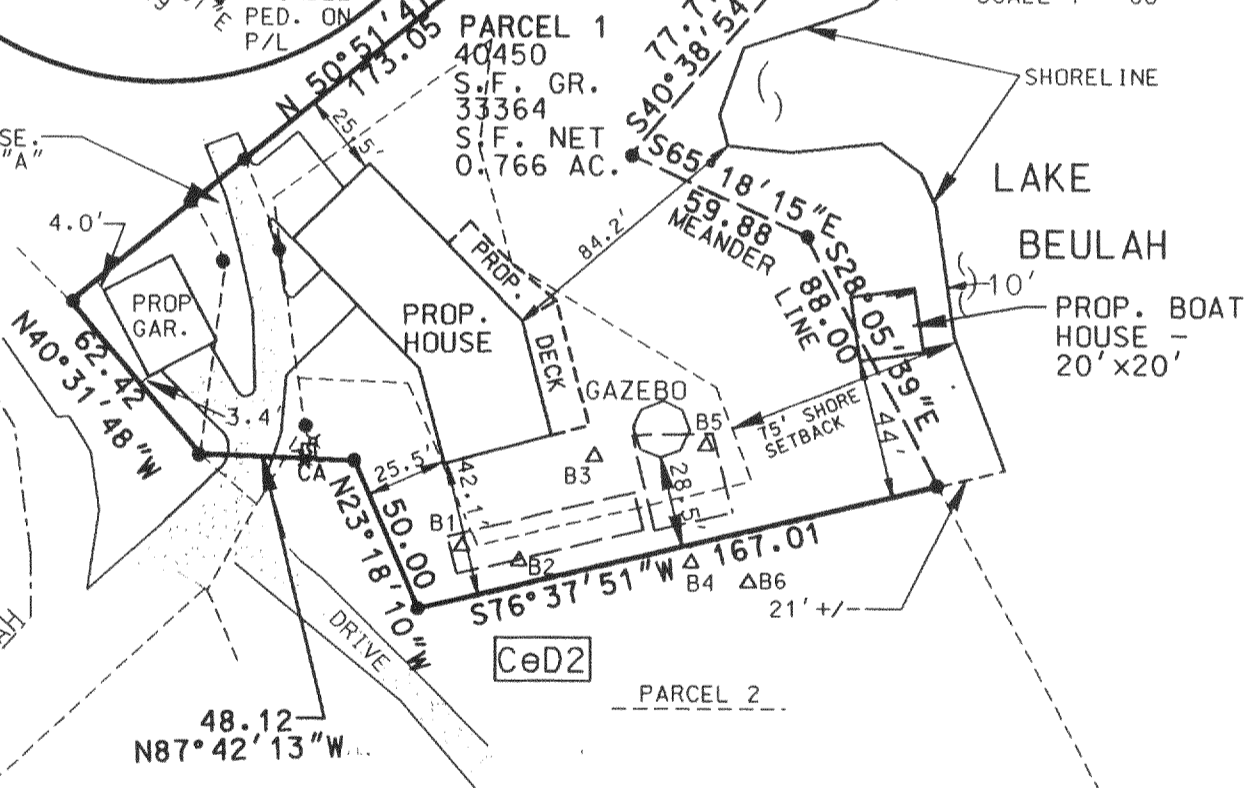 PED. ON
P/L
N 50°51'4
173.05
PARCEL 1
40450
S.F. GR.
33364
S.F. NET
0.766 AC.
77.7
S40°38'54
SHORELINE
SE.
"A"
25.5'
S65°18'15"E
59.88
MEANDER
LINE
LAKE
BEULAH
4.0'
84.2'
S28°05'39"E
88.00
10'
PROP
GAR.
PROP.
PROP.
HOUSE
DECK
PROP. BOAT
HOUSE -
20'x20'
N40°31'48"W
62.42
3.4
GAZEBO
B5
75' SHORE
SETBACK
44'
CA
25.5'
42.1'
B3
28.5'
N23°18'10"W
50.00
B1
B2
S76°37'51"W 167.01
B4
B6
21'+/-
AH
DRIVE
CeD2
PARCEL 2
48.12
N87°42'13"W